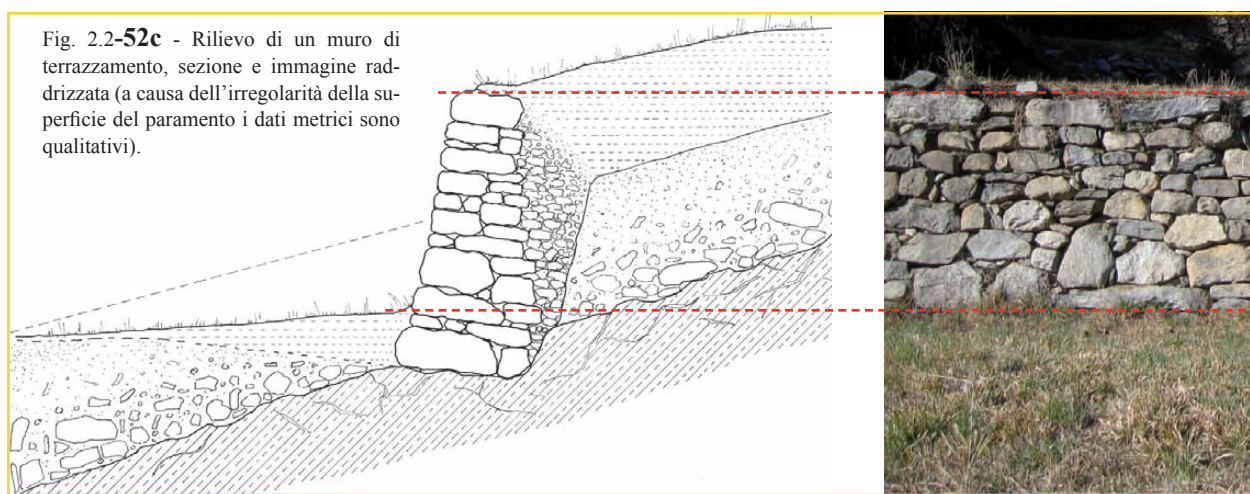 Fig. 2.2-52c - Rilievo di un muro di
terrazzamento, sezione e immagine rad-
drizzata (a causa dell'irregolarità della su-
perficie del paramento i dati metrici sono
qualitativi).